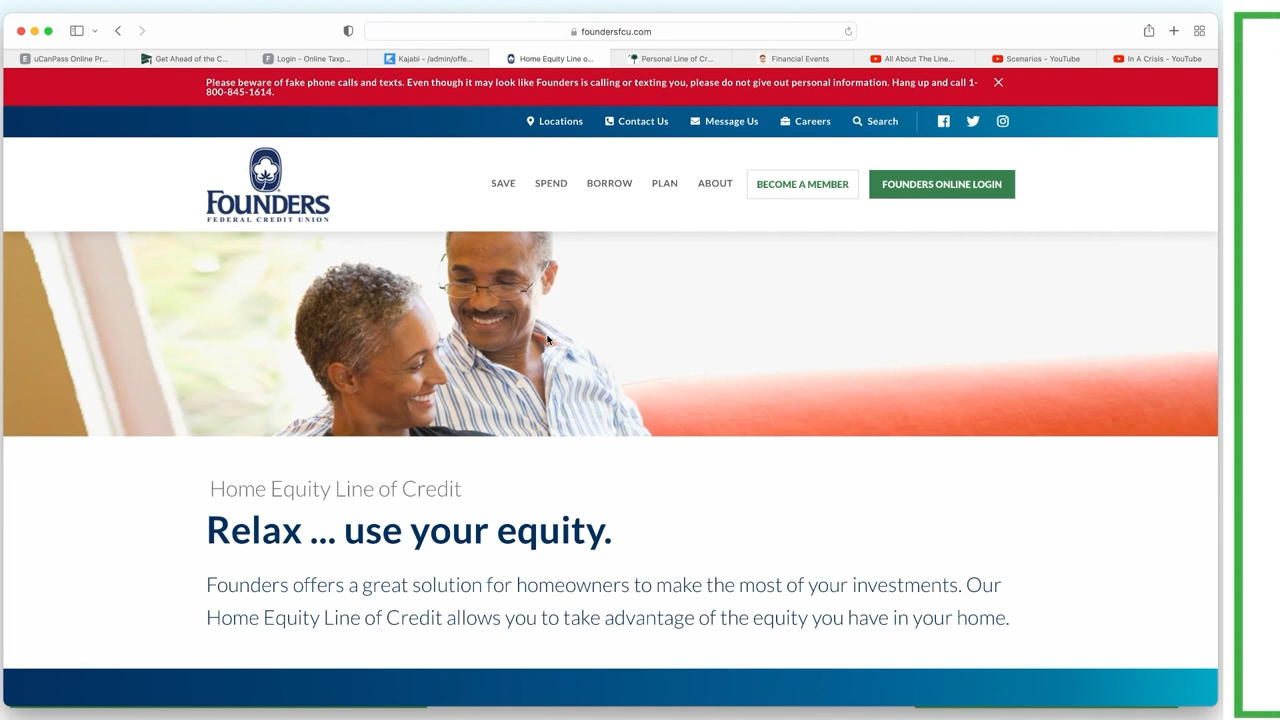 foundersfcu.com
uCanPass Online Pr...
Get Ahead of the C...
Login - Online Taxp...
Kajabi - /admin/offe...
Home Equity Line o...
Personal Line of Cr...
Financial Events
All About The Line...
Scenarios - YouTube
In A Crisis - YouTube
Please beware of fake phone calls and texts. Even though it may look like Founders is calling or texting you, please do not give out personal information. Hang up and call 1-
800-845-1614.
Locations
Contact Us
Message Us
Careers
Search
FOUNDERS
FEDERAL CREDIT UNION
SAVE
SPEND
BORROW
PLAN
ABOUT
BECOME A MEMBER
FOUNDERS ONLINE LOGIN
Home Equity Line of Credit
Relax ... use your equity.
Founders offers a great solution for homeowners to make the most of your investments. Our
Home Equity Line of Credit allows you to take advantage of the equity you have in your home.